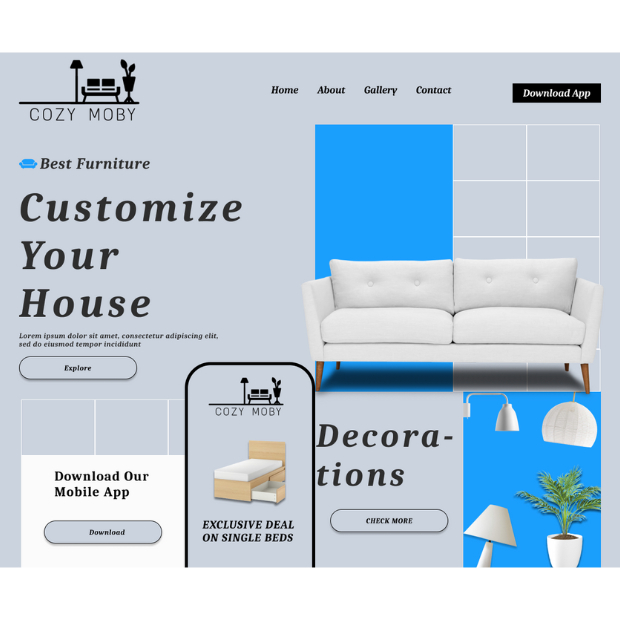 COZY MOBY
Home
About
Gallery
Contact
Download App
Best Furniture
Customize
Your
House
Lorem ipsum dolor sit amet, consectetur adipiscing elit,
sed do eiusmod tempor incididunt
Explore
COZY MOBY
EXCLUSIVE DEAL
ON SINGLE BEDS
Download Our
Mobile App
Download
Decora-
tions
CHECK MORE